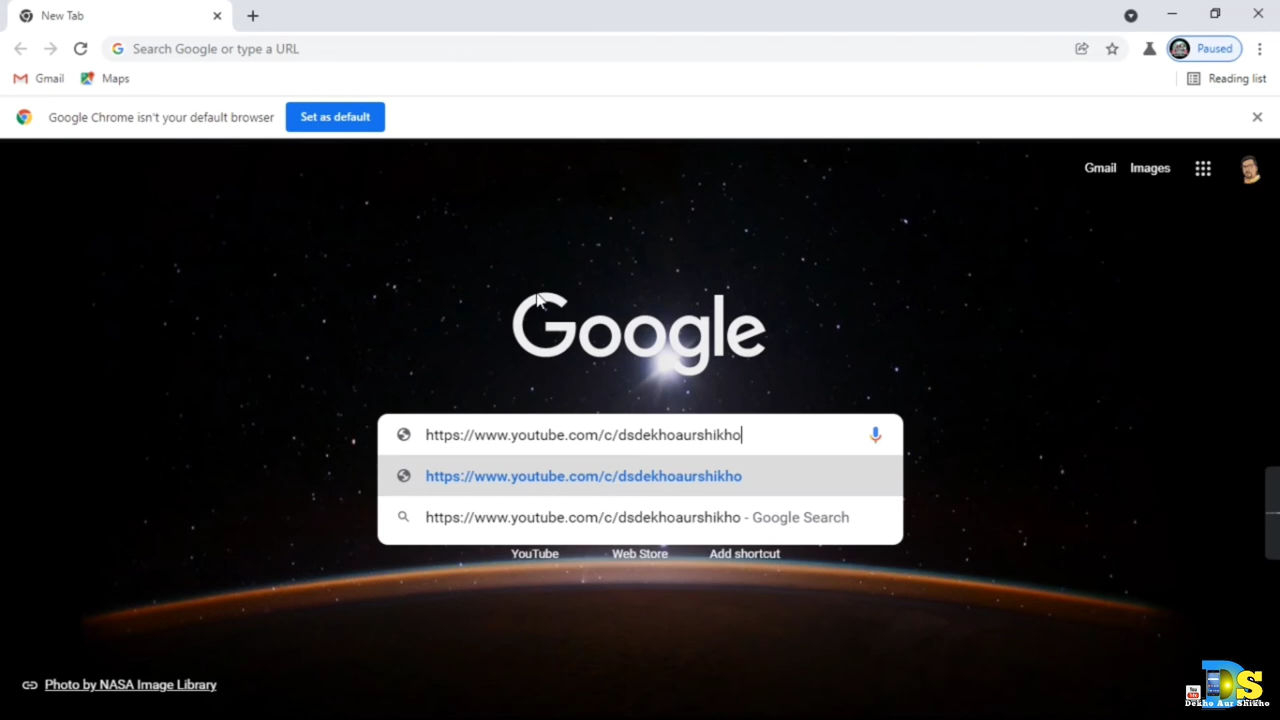 New Tab
Search Google or type a URL
Paused
Gmail Maps
Reading list
Google Chrome isn't your default browser Set as default
Gmail Images
Google
https://www.youtube.com/c/dsdekhoaurshikho
https://www.youtube.com/c/dsdekhoaurshikho
https://www.youtube.com/c/dsdekhoaurshikho - Google Search
YouTube Web Store Add shortcut
Photo by NASA Image Library
Ds
You
Dekho Aur Shikho